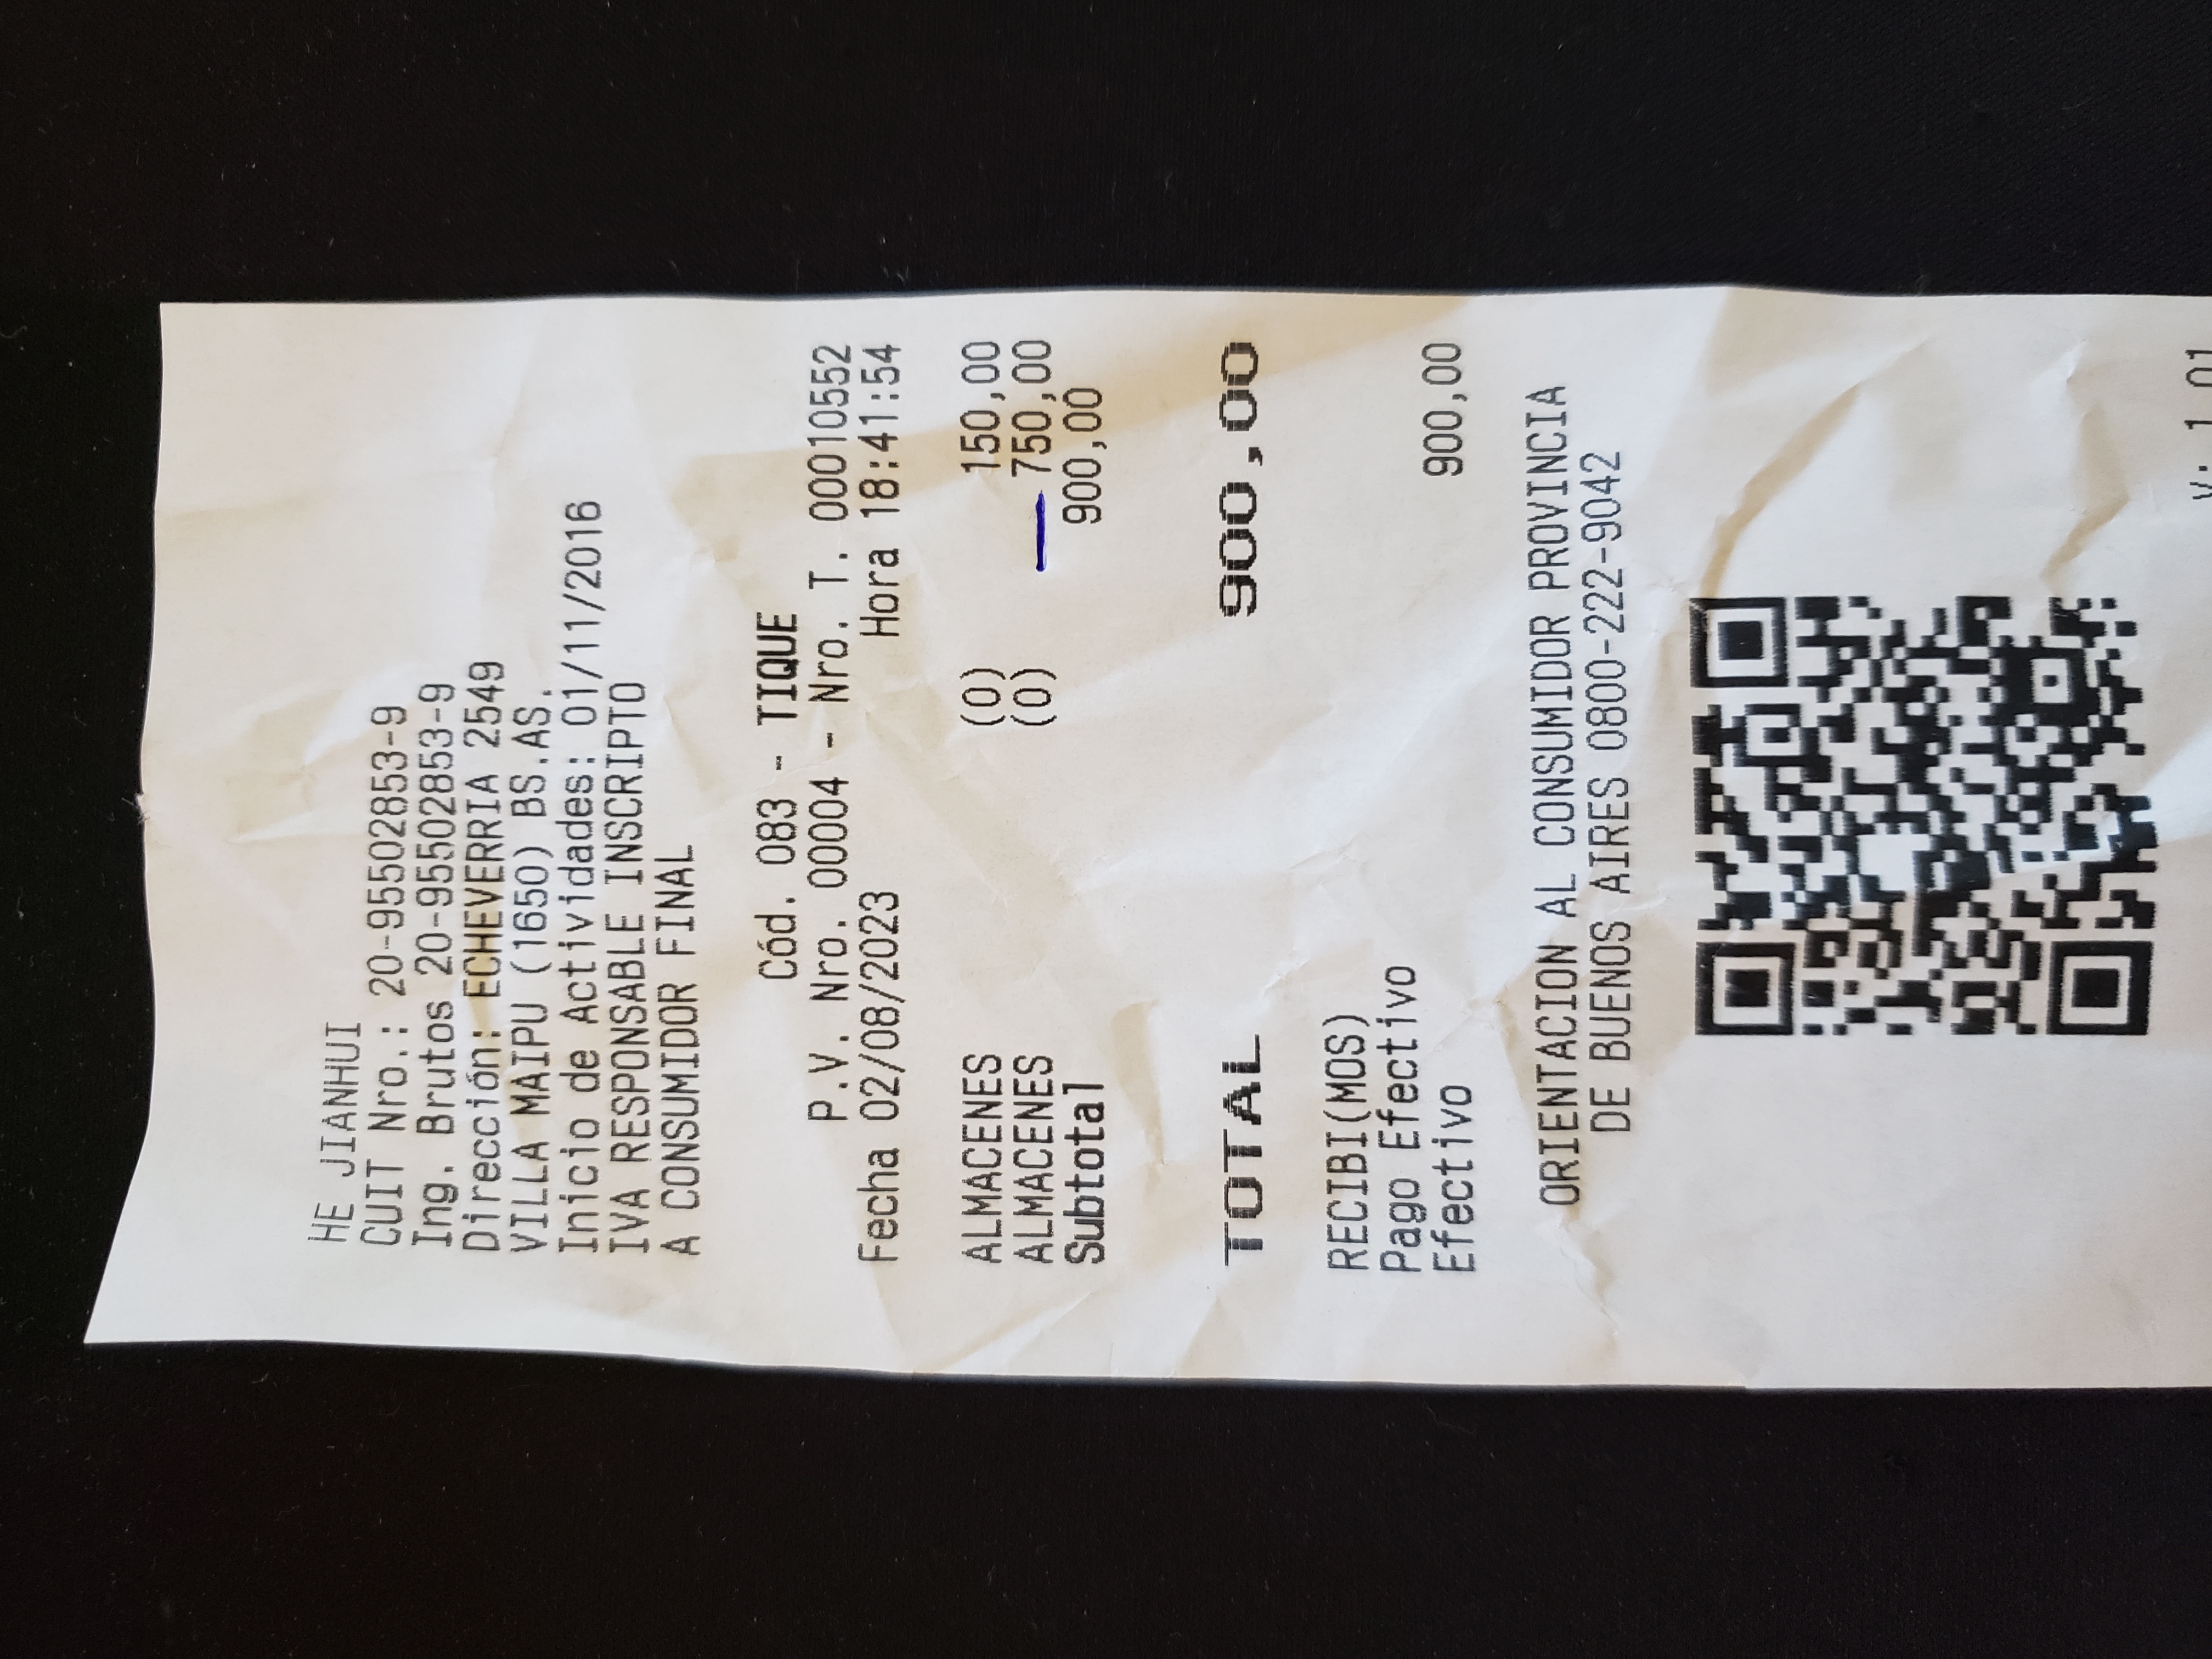 HE JIANHUI
CUIT Nro.: 20-95502853-9
Ing. Brutos 20-95502853-9
Dirección: ECHEVERRIA 2549
VILLA MAIPU (1650) BS.AS.
Inicio de Actividades: 01/11/2016
IVA RESPONSABLE INSCRIPTO
A CONSUMIDOR FINAL
Cód. 083 - TIQUE
P.V. Nro. 00004 - Nro. T. 00010552
Fecha 02/08/2023 Hora 18:41:54
ALMACENES (0) 150,00
ALMACENES (0) 750,00
Subtotal 900,00
TOTAL 900,00
RECIBI(MOS)
Pago Efectivo
Efectivo 900,00
ORIENTACION AL CONSUMIDOR PROVINCIA
DE BUENOS AIRES 0800-222-9042
V: 1.01